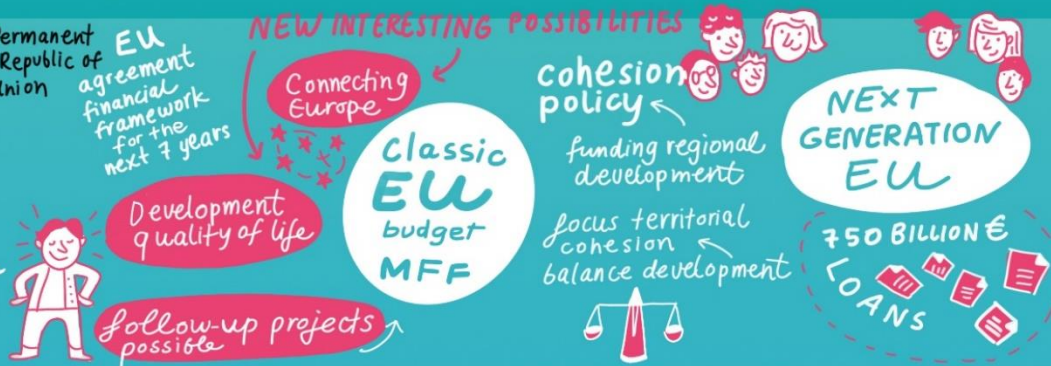 Permanent
Republic of
Union
EU
agreement
financial
framework
for the
next 7 years
NEW INTERESTING POSSIBILITIES
Connecting
Europe
Development
quality of life
follow-up projects
possible
Classic
EU
budget
MFF
cohesion
policy
funding regional
development
focus territorial
cohesion
balance development
NEXT
GENERATION
EU
750 BILLION €
LOANS